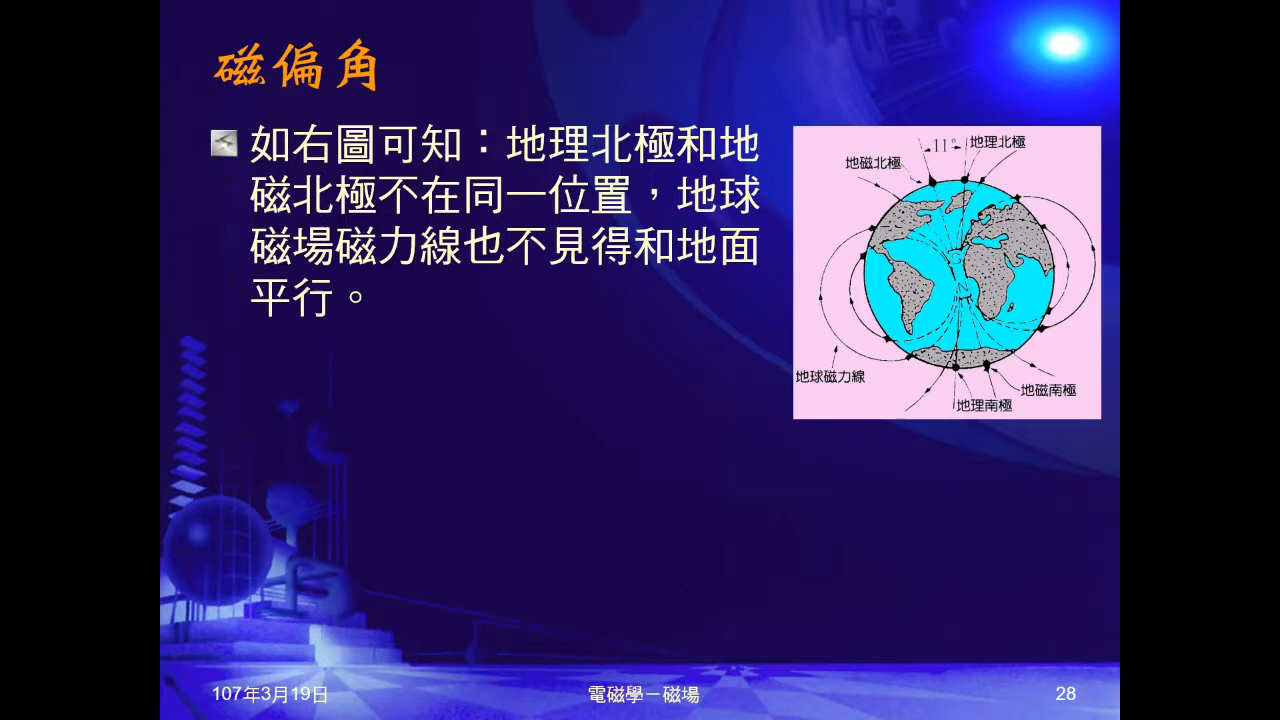 磁偏角
如右圖可知：地理北極和地
磁北極不在同一位置，地球
磁場磁力線也不見得和地面
平行。
11°
地理北極
地磁北極
S
N
地球磁力線
地磁南極
地理南極
107年3月19日
電磁學－磁場
28